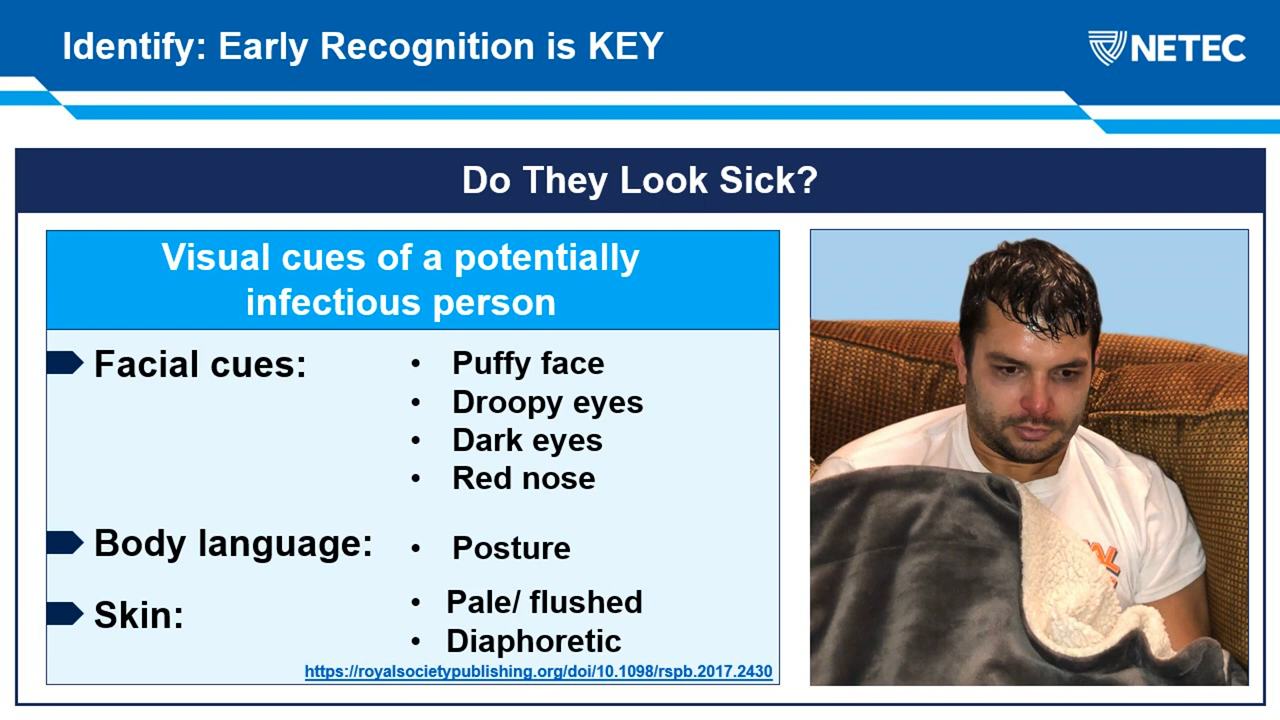 Identify: Early Recognition is KEY
NETEC
Do They Look Sick?
Visual cues of a potentially
infectious person
Facial cues:
• Puffy face
• Droopy eyes
• Dark eyes
• Red nose
Body language:
• Posture
Skin:
• Pale/ flushed
• Diaphoretic
https://royalsocietypublishing.org/doi/10.1098/rspb.2017.2430